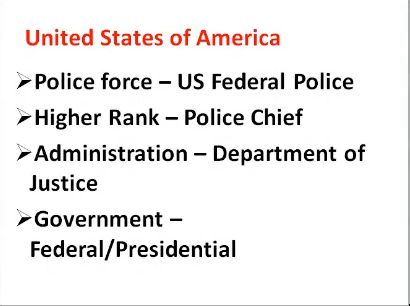 United States of America
➢Police force – US Federal Police
➢Higher Rank – Police Chief
➢Administration – Department of
Justice
➢Government –
Federal/Presidential